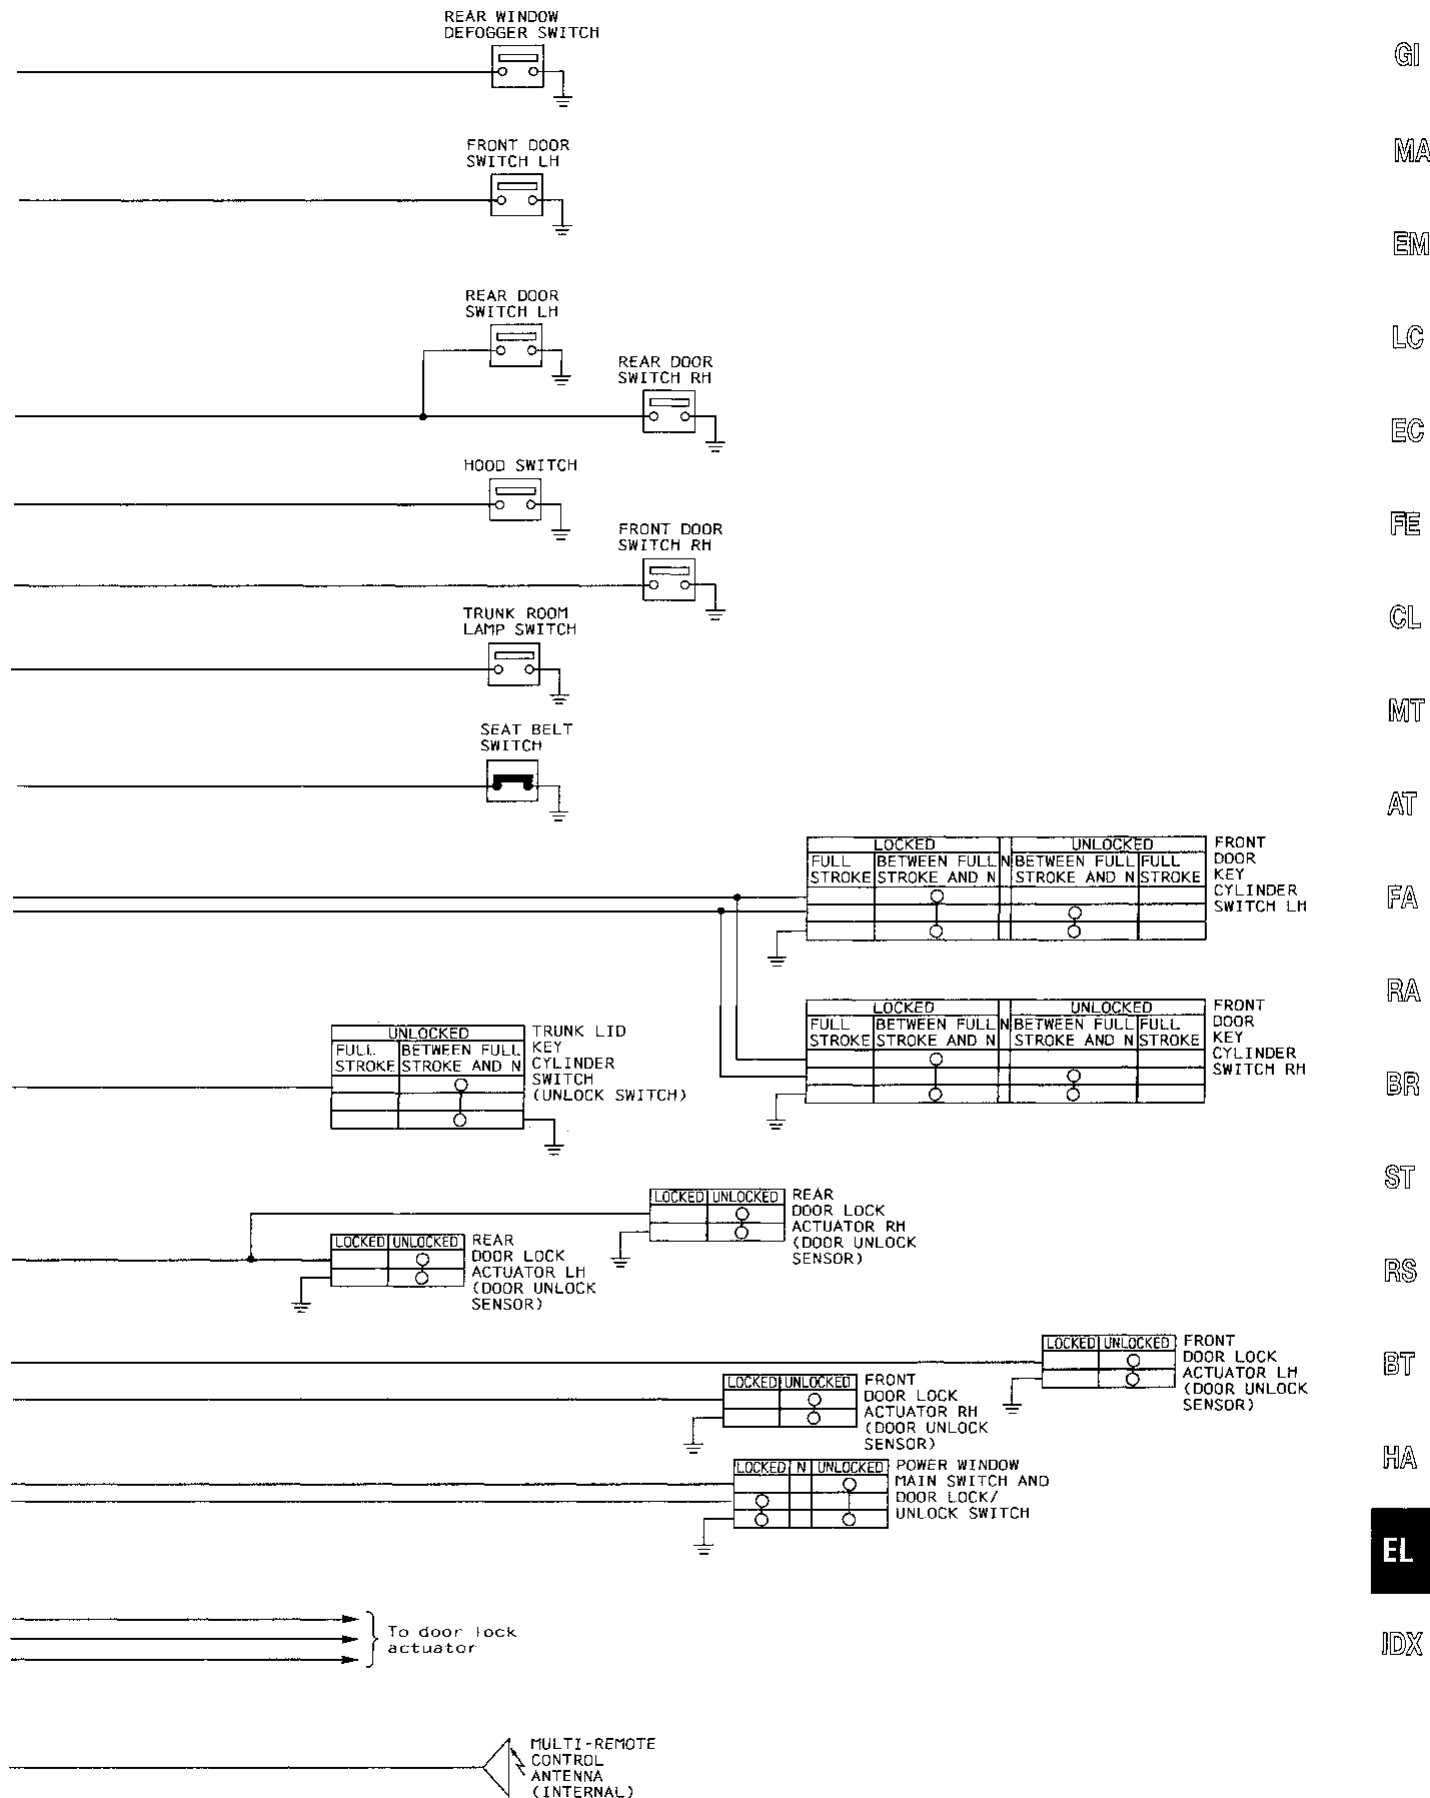 REAR WINDOW
DEFOGGER SWITCH
FRONT DOOR
SWITCH LH
REAR DOOR
SWITCH LH
REAR DOOR
SWITCH RH
HOOD SWITCH
FRONT DOOR
SWITCH RH
TRUNK ROOM
LAMP SWITCH
SEAT BELT
SWITCH
LOCKED UNLOCKED
FULL BETWEEN FULL N BETWEEN FULL FULL
STROKE STROKE AND N STROKE AND N STROKE
FRONT
DOOR
KEY
CYLINDER
SWITCH LH
LOCKED UNLOCKED
FULL BETWEEN FULL N BETWEEN FULL FULL
STROKE STROKE AND N STROKE AND N STROKE
FRONT
DOOR
KEY
CYLINDER
SWITCH RH
UNLOCKED
FULL BETWEEN FULL
STROKE STROKE AND N
TRUNK LID
KEY
CYLINDER
SWITCH
(UNLOCK SWITCH)
LOCKED UNLOCKED
REAR
DOOR LOCK
ACTUATOR RH
(DOOR UNLOCK
SENSOR)
LOCKED UNLOCKED
REAR
DOOR LOCK
ACTUATOR LH
(DOOR UNLOCK
SENSOR)
LOCKED UNLOCKED
FRONT
DOOR LOCK
ACTUATOR LH
(DOOR UNLOCK
SENSOR)
LOCKED UNLOCKED
FRONT
DOOR LOCK
ACTUATOR RH
(DOOR UNLOCK
SENSOR)
LOCKED N UNLOCKED
POWER WINDOW
MAIN SWITCH AND
DOOR LOCK/
UNLOCK SWITCH
To door lock
actuator
MULTI-REMOTE
CONTROL
ANTENNA
(INTERNAL)
GI
MA
EM
LC
EC
FE
CL
MT
AT
FA
RA
BR
ST
RS
BT
HA
EL
IDX